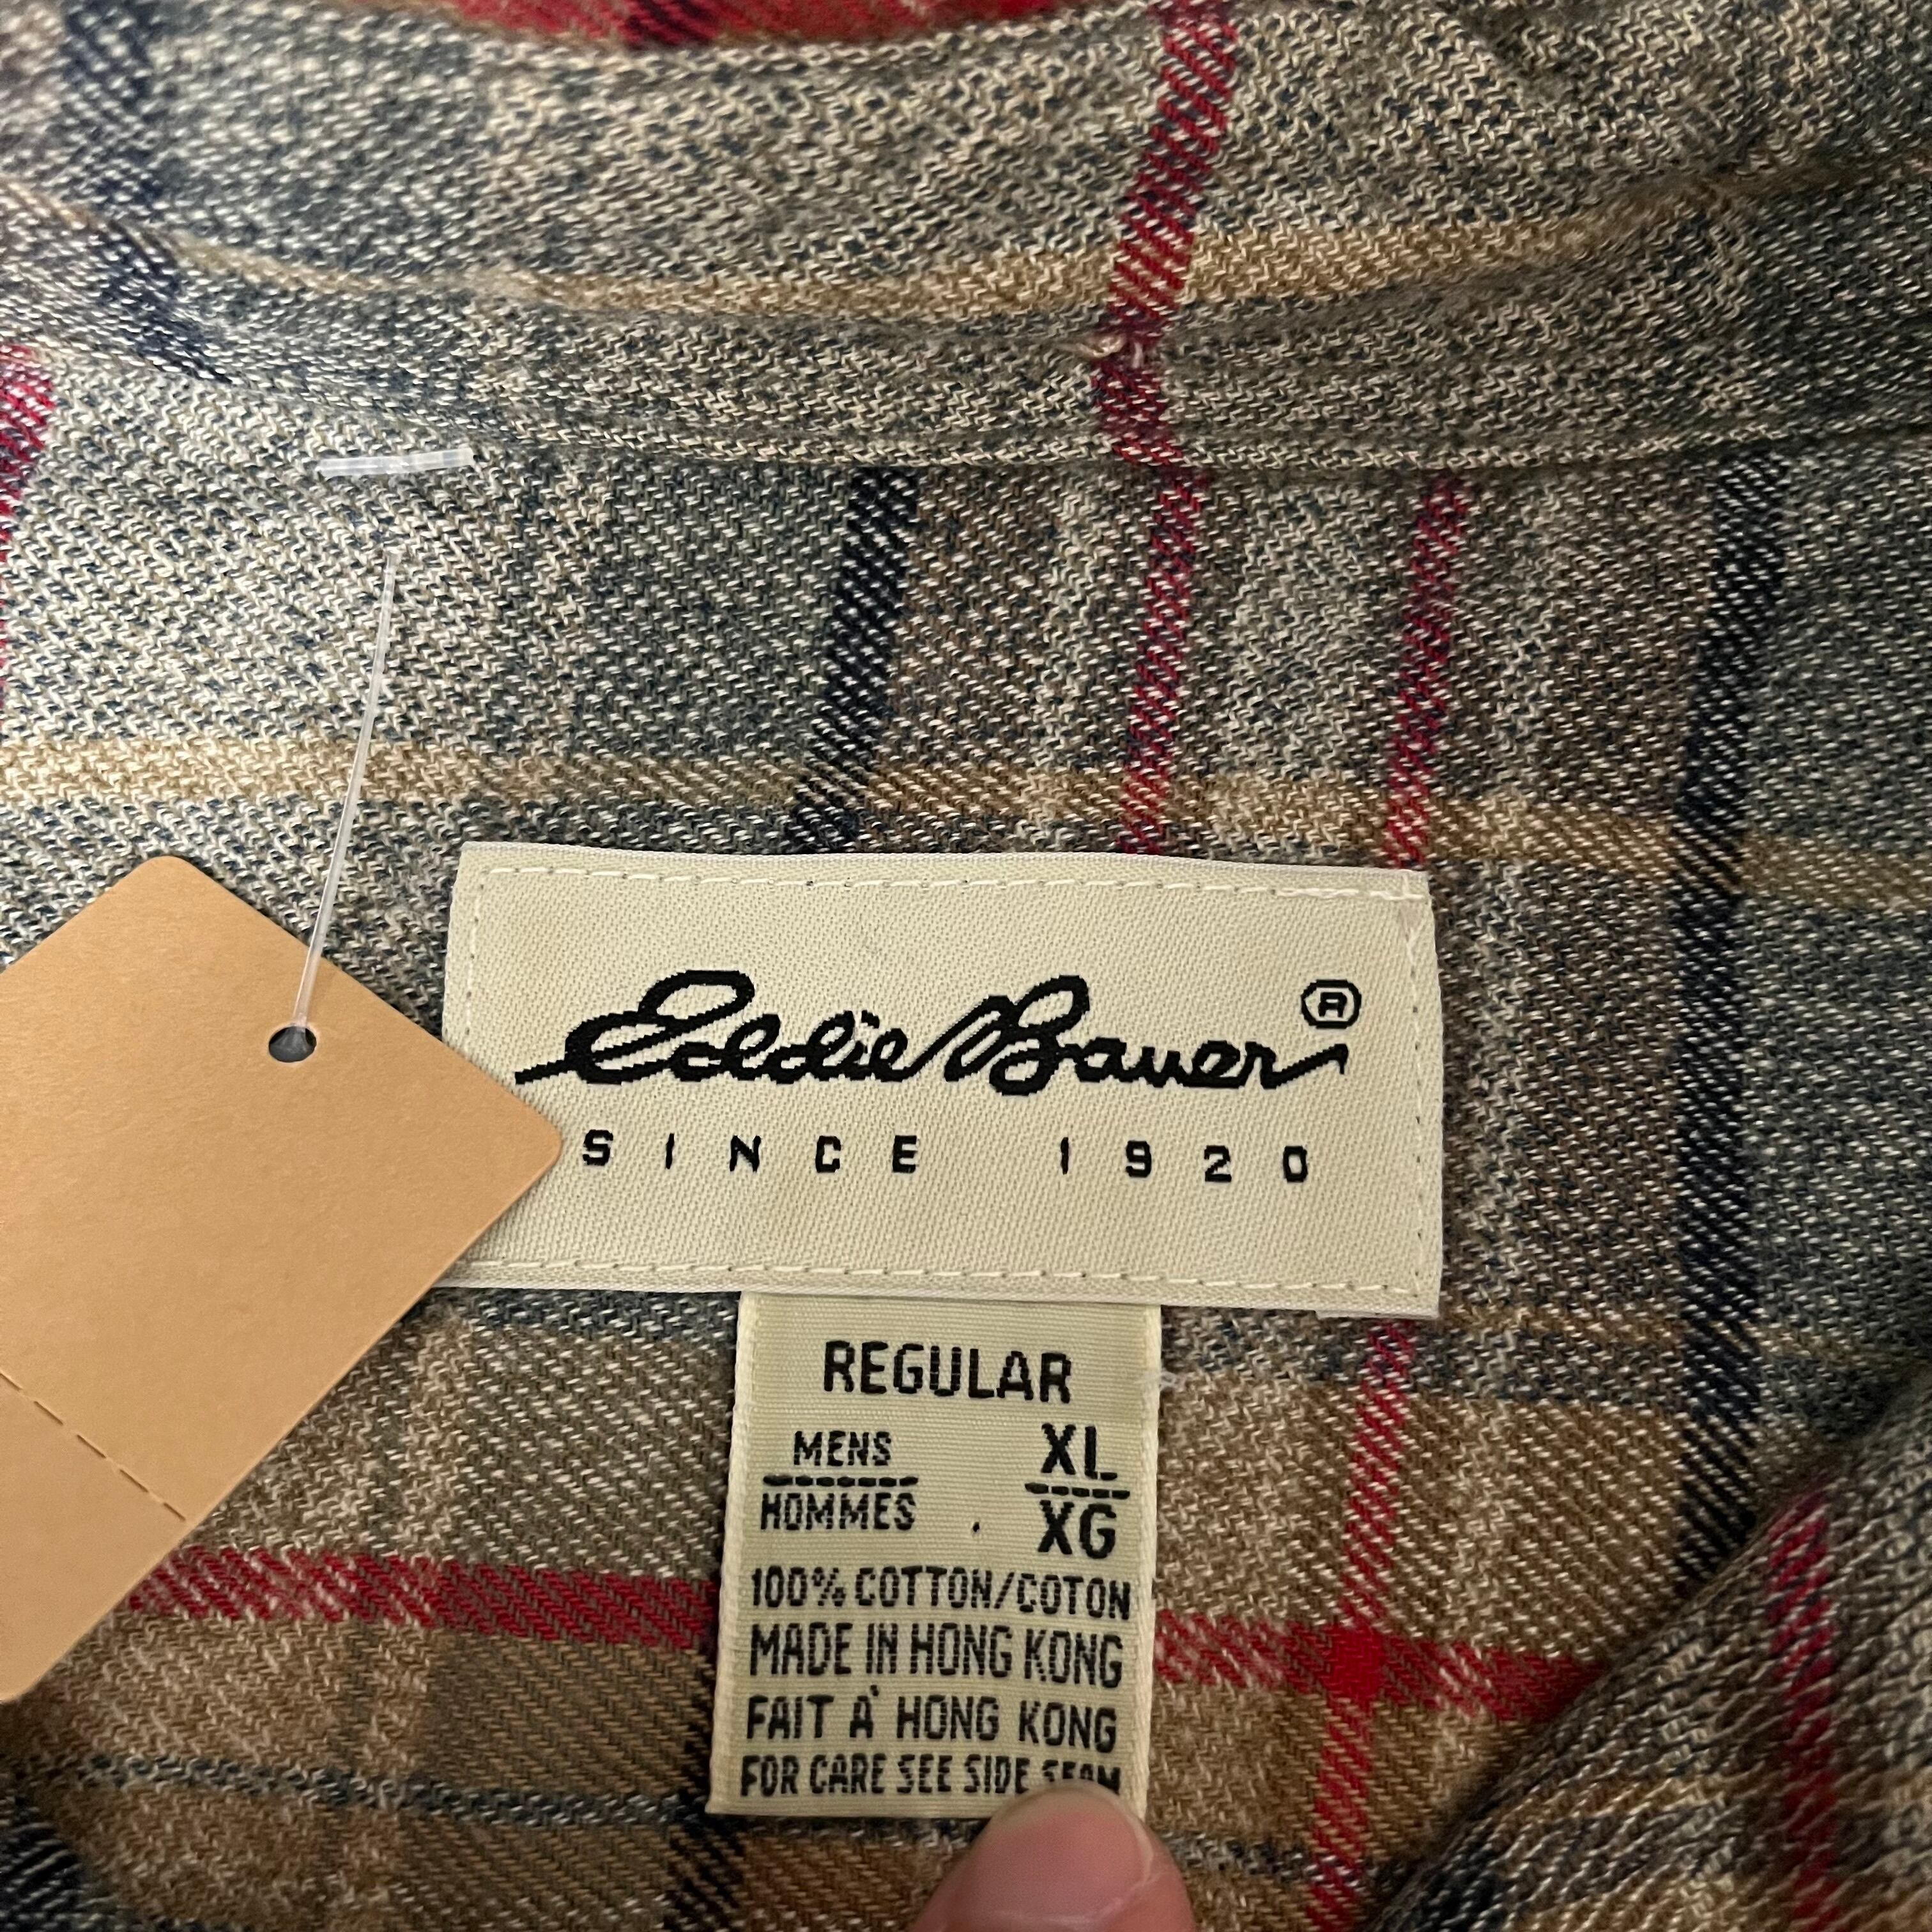 Eddie Bauer ®
SINCE 1920
REGULAR
MENS XL
HOMMES XG
100% COTTON/COTON
MADE IN HONG KONG
FAIT À HONG KONG
FOR CARE SEE SIDE SEAM